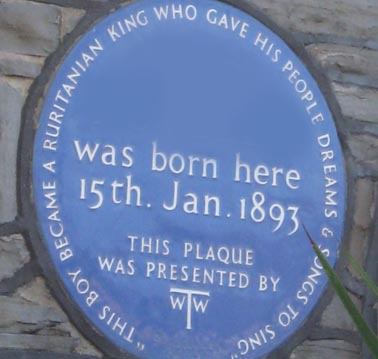 "THIS BOY BECAME A RURITANIAN KING WHO GAVE HIS PEOPLE DREAMS & SONGS TO SING"
was born here
15th. Jan. 1893
THIS PLAQUE
WAS PRESENTED BY
WTW